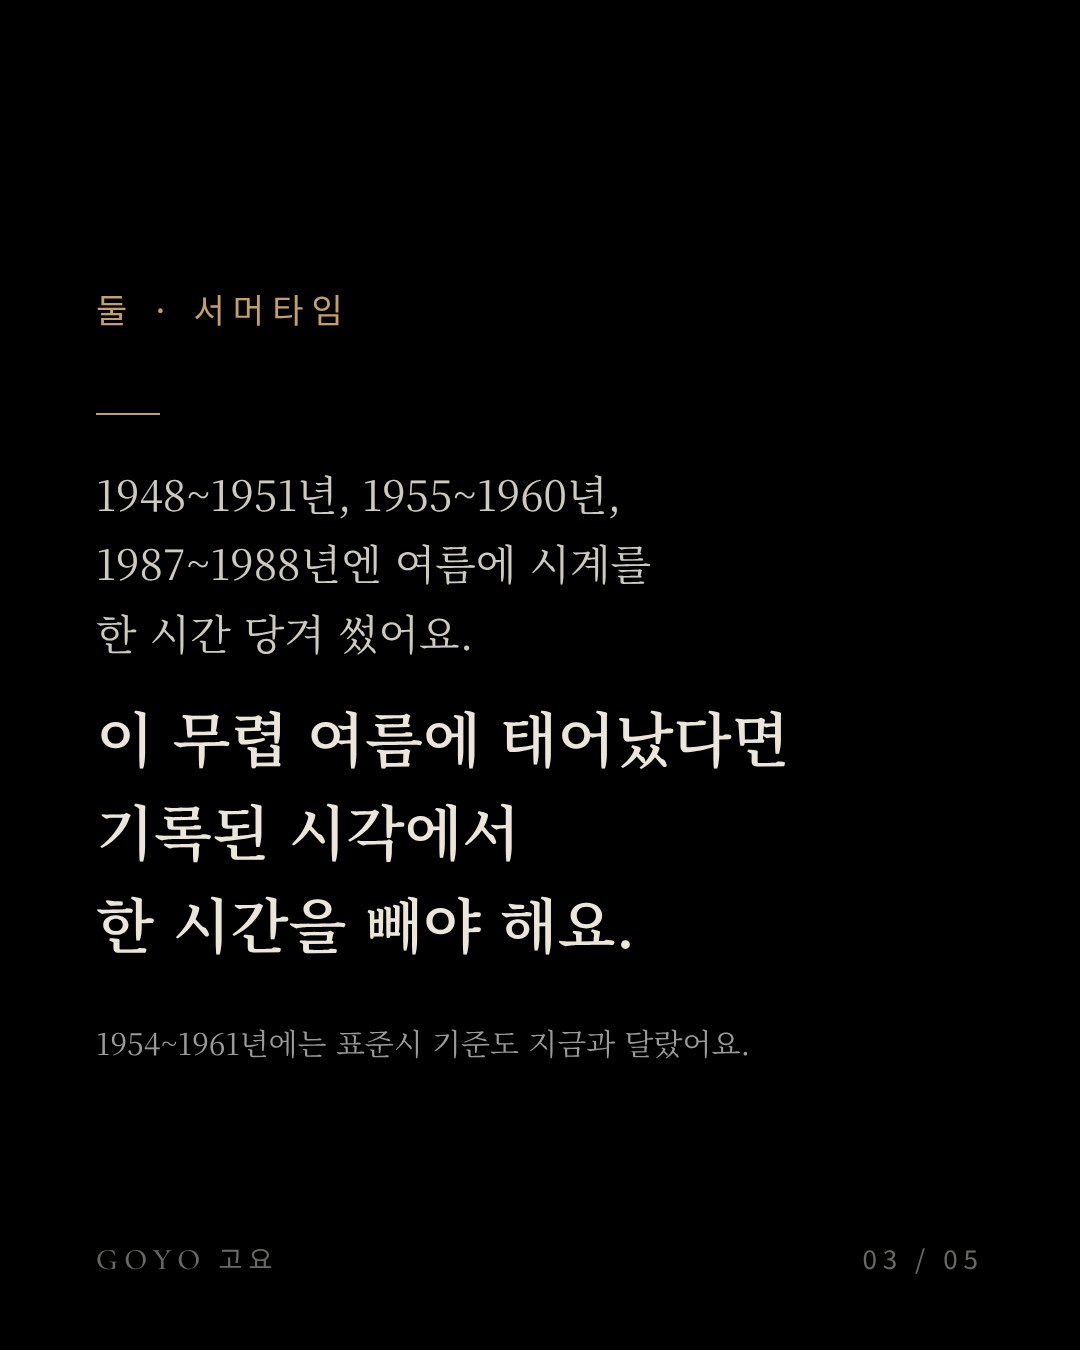 둘 · 서머타임
1948~1951년, 1955~1960년,
1987~1988년엔 여름에 시계를
한 시간 당겨 썼어요.
이 무렵 여름에 태어났다면
기록된 시각에서
한 시간을 빼야 해요.
1954~1961년에는 표준시 기준도 지금과 달랐어요.
GOYO 고요
03 / 05